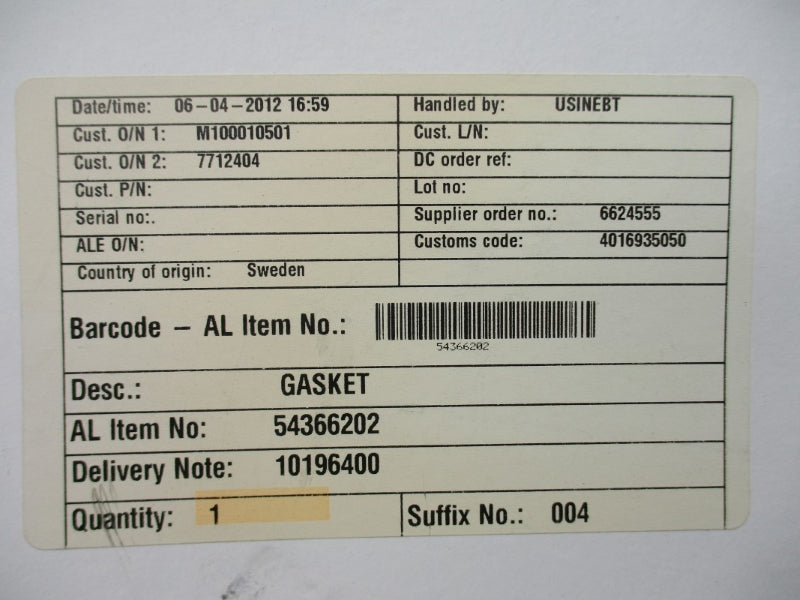 Date/time: 06-04-2012 16:59 Handled by: USINEBT
Cust. O/N 1: M100010501 Cust. L/N:
Cust. O/N 2: 7712404 DC order ref:
Cust. P/N: Lot no:
Serial no:. Supplier order no.: 6624555
ALE O/N: Customs code: 4016935050
Country of origin: Sweden
Barcode - AL Item No.:
54366202
Desc.: GASKET
AL Item No: 54366202
Delivery Note: 10196400
Quantity: 1 Suffix No.: 004